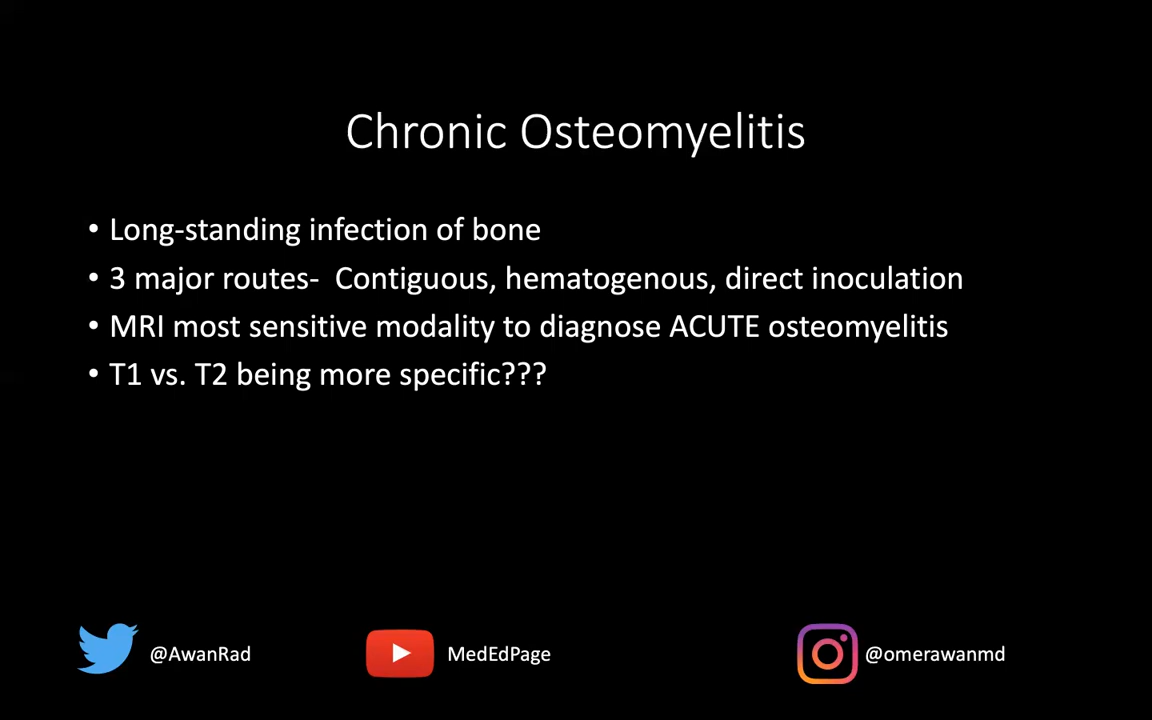 Chronic Osteomyelitis
• Long-standing infection of bone
• 3 major routes-  Contiguous, hematogenous, direct inoculation
• MRI most sensitive modality to diagnose ACUTE osteomyelitis
• T1 vs. T2 being more specific???
@AwanRad
MedEdPage
@omerawanmd